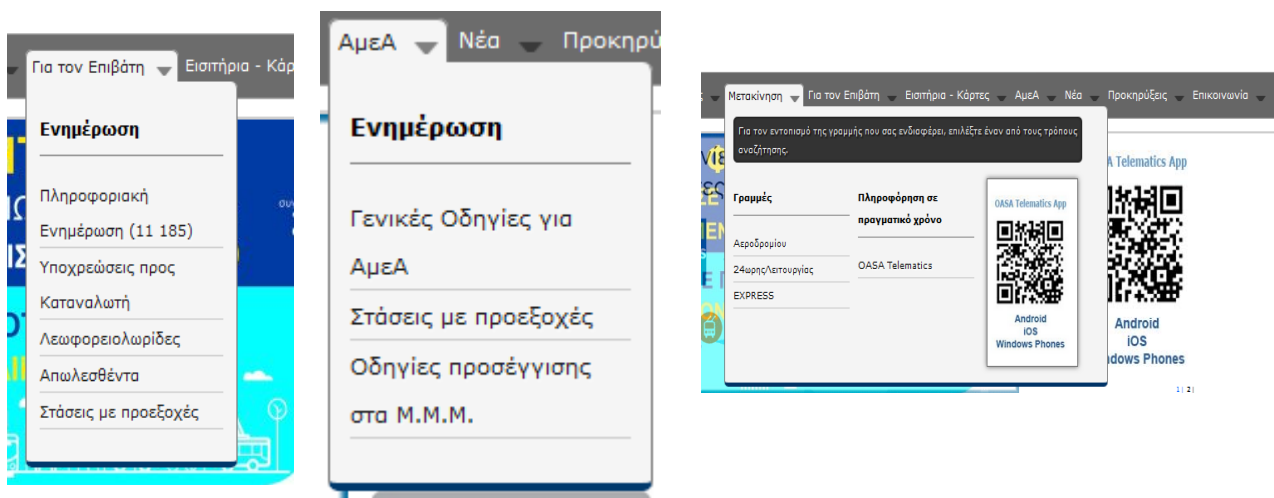 Για τον Επιβάτη Εισιτήρια - Κάρ
Ενημέρωση
Πληροφοριακή
Ενημέρωση (11 185)
Υποχρεώσεις προς
Καταναλωτή
Λεωφορειολωρίδες
Απωλεσθέντα
Στάσεις με προεξοχές
ΑμεΑ Νέα Προκηρύ
Ενημέρωση
Γενικές Οδηγίες για
ΑμεΑ
Στάσεις με προεξοχές
Οδηγίες προσέγγισης
στα Μ.Μ.Μ.
Μετακίνηση Για τον Επιβάτη Εισιτήρια - Κάρτες ΑμεΑ Νέα Προκηρύξεις Επικοινωνία
Για τον εντοπισμό της γραμμής που σας ενδιαφέρει, επιλέξτε έναν από τους τρόπους
αναζήτησης.
Γραμμές
Αεροδρομίου
24ωρηςΛειτουργίας
EXPRESS
Πληροφόρηση σε
πραγματικό χρόνο
OASA Telematics
OASA Telematics App
Android
iOS
Windows Phones
A Telematics App
Android
iOS
dows Phones
1 | 2 |